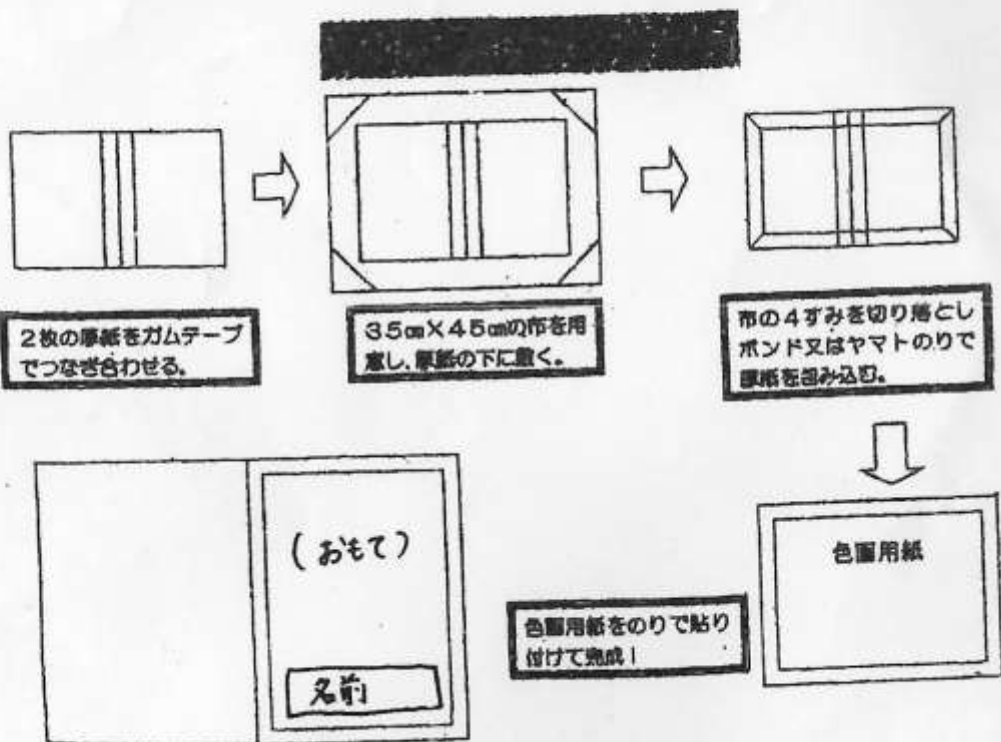 2枚の厚紙をガムテープ
でつなぎ合わせる。
35㎝×45㎝の布を用
意し、厚紙の下に敷く。
布の4すみを切り落とし
ボンド又はヤマトのりで
厚紙を包み込む。
色画用紙
色画用紙をのりで貼り
付けて完成！
(おもて)
名前